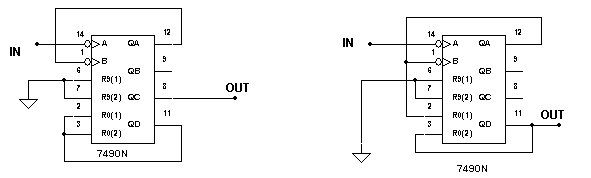 14 A QA 12
IN
1 B
9
QB
6 R9(1)
8 OUT
7 R9(2) QC
2 R0(1)
11
3 R0(2) QD
7490N
14 A QA 12
IN
1 B
9
QB
6 R9(1)
8
7 R9(2) QC
2 R0(1)
11 OUT
3 R0(2) QD
7490N